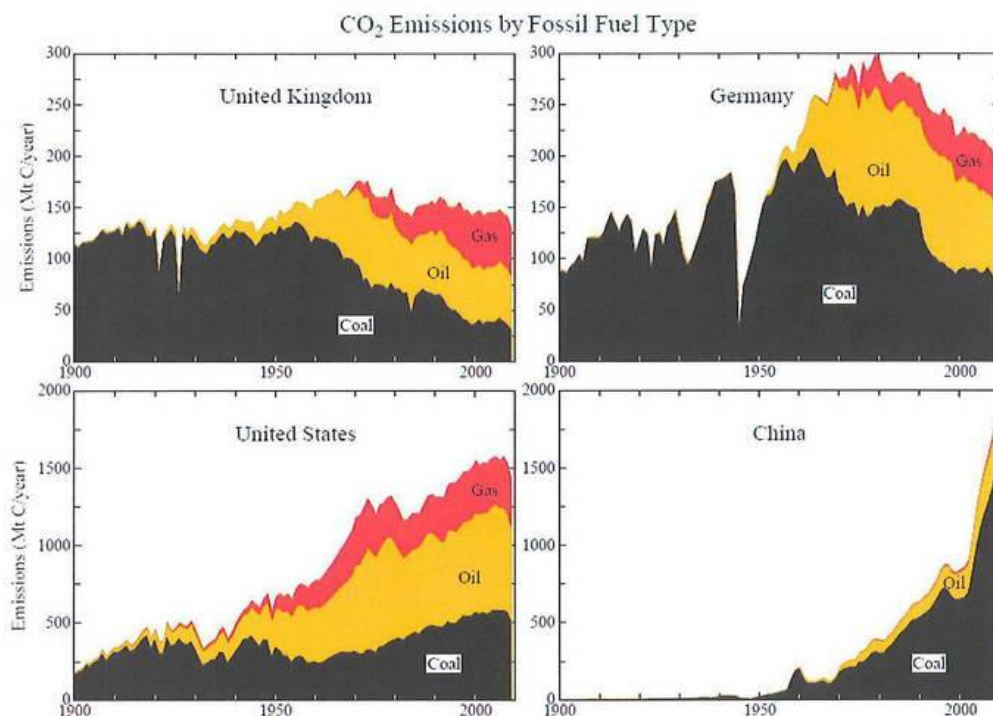 CO2 Emissions by Fossil Fuel Type
300
250
200
150
100
50
0
Emissions (Mt C/year)
United Kingdom
Gas
Oil
Coal
1900
1950
2000
300
250
200
150
100
50
0
Germany
Oil
Gas
Coal
1900
1950
2000
2000
1500
1000
500
0
Emissions (Mt C/year)
United States
Gas
Oil
Coal
1900
1950
2000
2000
1500
1000
500
0
China
Oil
Coal
1900
1950
2000